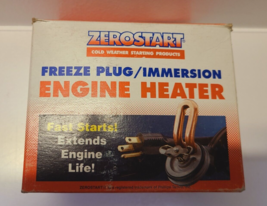 ZEROSTART
COLD WEATHER STARTING PRODUCTS
FREEZE PLUG/IMMERSION
ENGINE HEATER
Fast Starts!
Extends
Engine
Life!